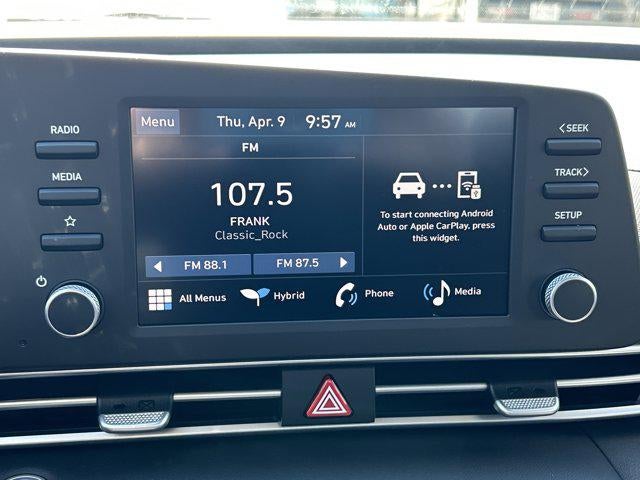 RADIO
MEDIA
Menu
Thu, Apr. 9
9:57 AM
FM
107.5
FRANK
Classic_Rock
FM 88.1
FM 87.5
To start connecting Android
Auto or Apple CarPlay, press
this widget.
All Menus
Hybrid
Phone
Media
<SEEK
TRACK>
SETUP